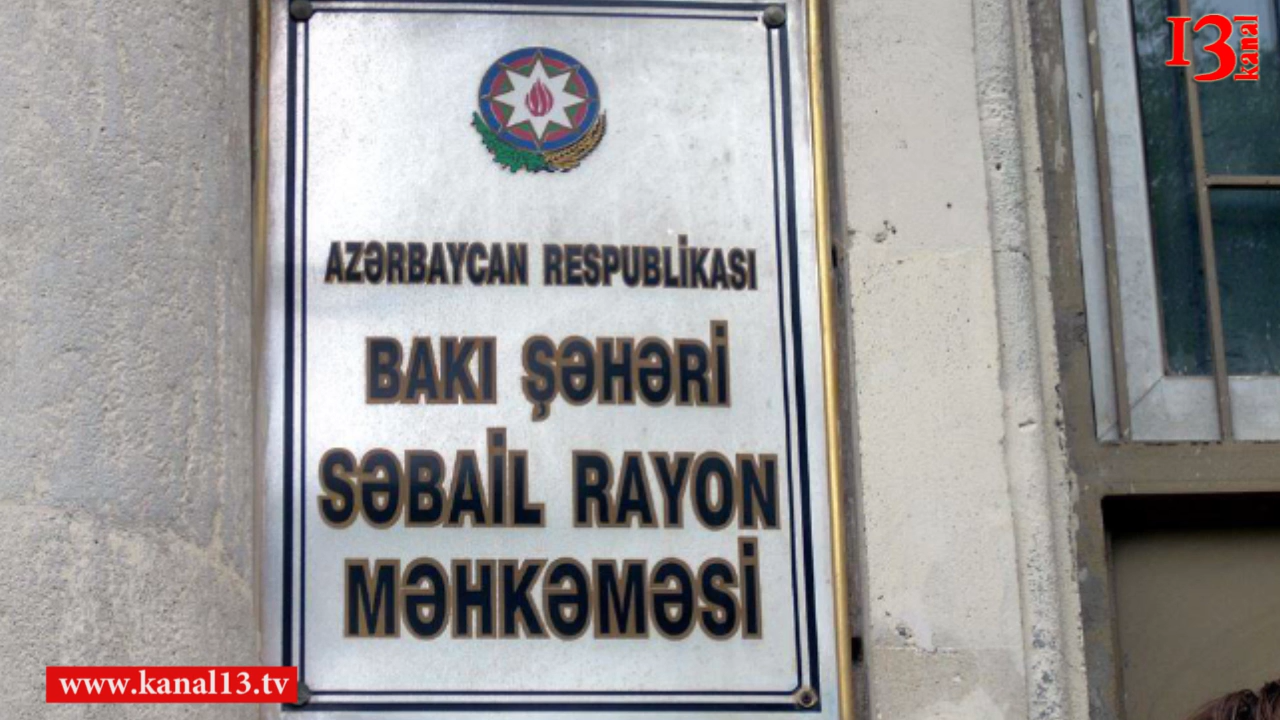 13 kanal
AZƏRBAYCAN RESPUBLİKASI
BAKI ŞƏHƏRİ
SƏBAİL RAYON
MƏHKƏMƏSİ
www.kanal13.tv